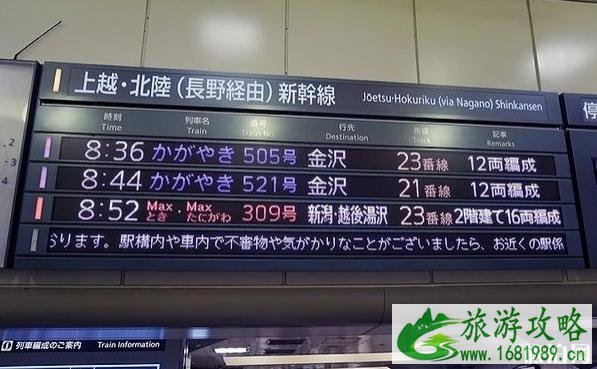 上越・北陸（長野経由）新幹線 Jōetsu·Hokuriku (via Nagano) Shinkansen
時刻 列車名 番号 行先 番線 記事
Time Train Train No. Destination Track Remarks
8:36 かがやき 505号 金沢 23番線 12両編成
8:44 かがやき 521号 金沢 21番線 12両編成
8:52 Maxとき・Maxたにがわ 309号 新潟・越後湯沢 23番線 2階建て16両編成
おります。駅構内や車内で不審物や気がかりなことがございましたら、お近くの駅係
停
列車編成のご案内 Train Information
旅游攻略
www.1681989.cn